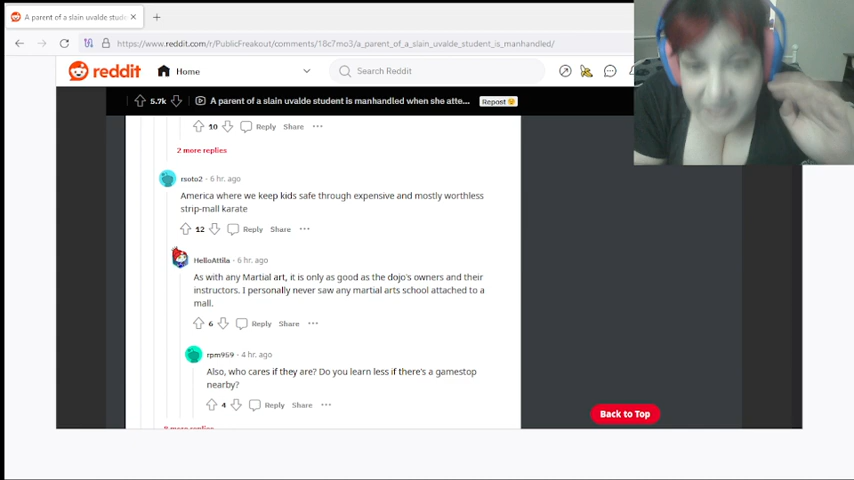 A parent of a slain uvalde stude
https://www.reddit.com/r/PublicFreakout/comments/18c7mo3/a_parent_of_a_slain_uvalde_student_is_manhandled/
reddit
Home
Search Reddit
5.7k
A parent of a slain uvalde student is manhandled when she atte...
Repost
10
Reply
Share
2 more replies
rsoto2 · 6 hr. ago
America where we keep kids safe through expensive and mostly worthless
strip-mall karate
12
Reply
Share
HelloAttila · 6 hr. ago
As with any Martial art, it is only as good as the dojo's owners and their
instructors. I personally never saw any martial arts school attached to a
mall.
6
Reply
Share
rpm959 · 4 hr. ago
Also, who cares if they are? Do you learn less if there's a gamestop
nearby?
4
Reply
Share
more replies
Back to Top